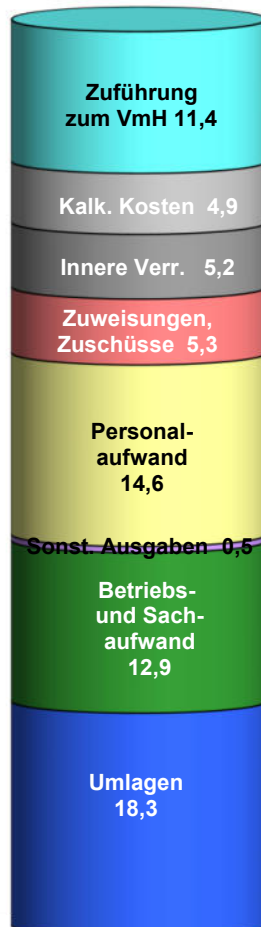 Zuführung
zum VmH 11,4
Kalk. Kosten 4,9
Innere Verr. 5,2
Zuweisungen,
Zuschüsse 5,3
Personal-
aufwand
14,6
Sonst. Ausgaben 0,5
Betriebs-
und Sach-
aufwand
12,9
Umlagen
18,3